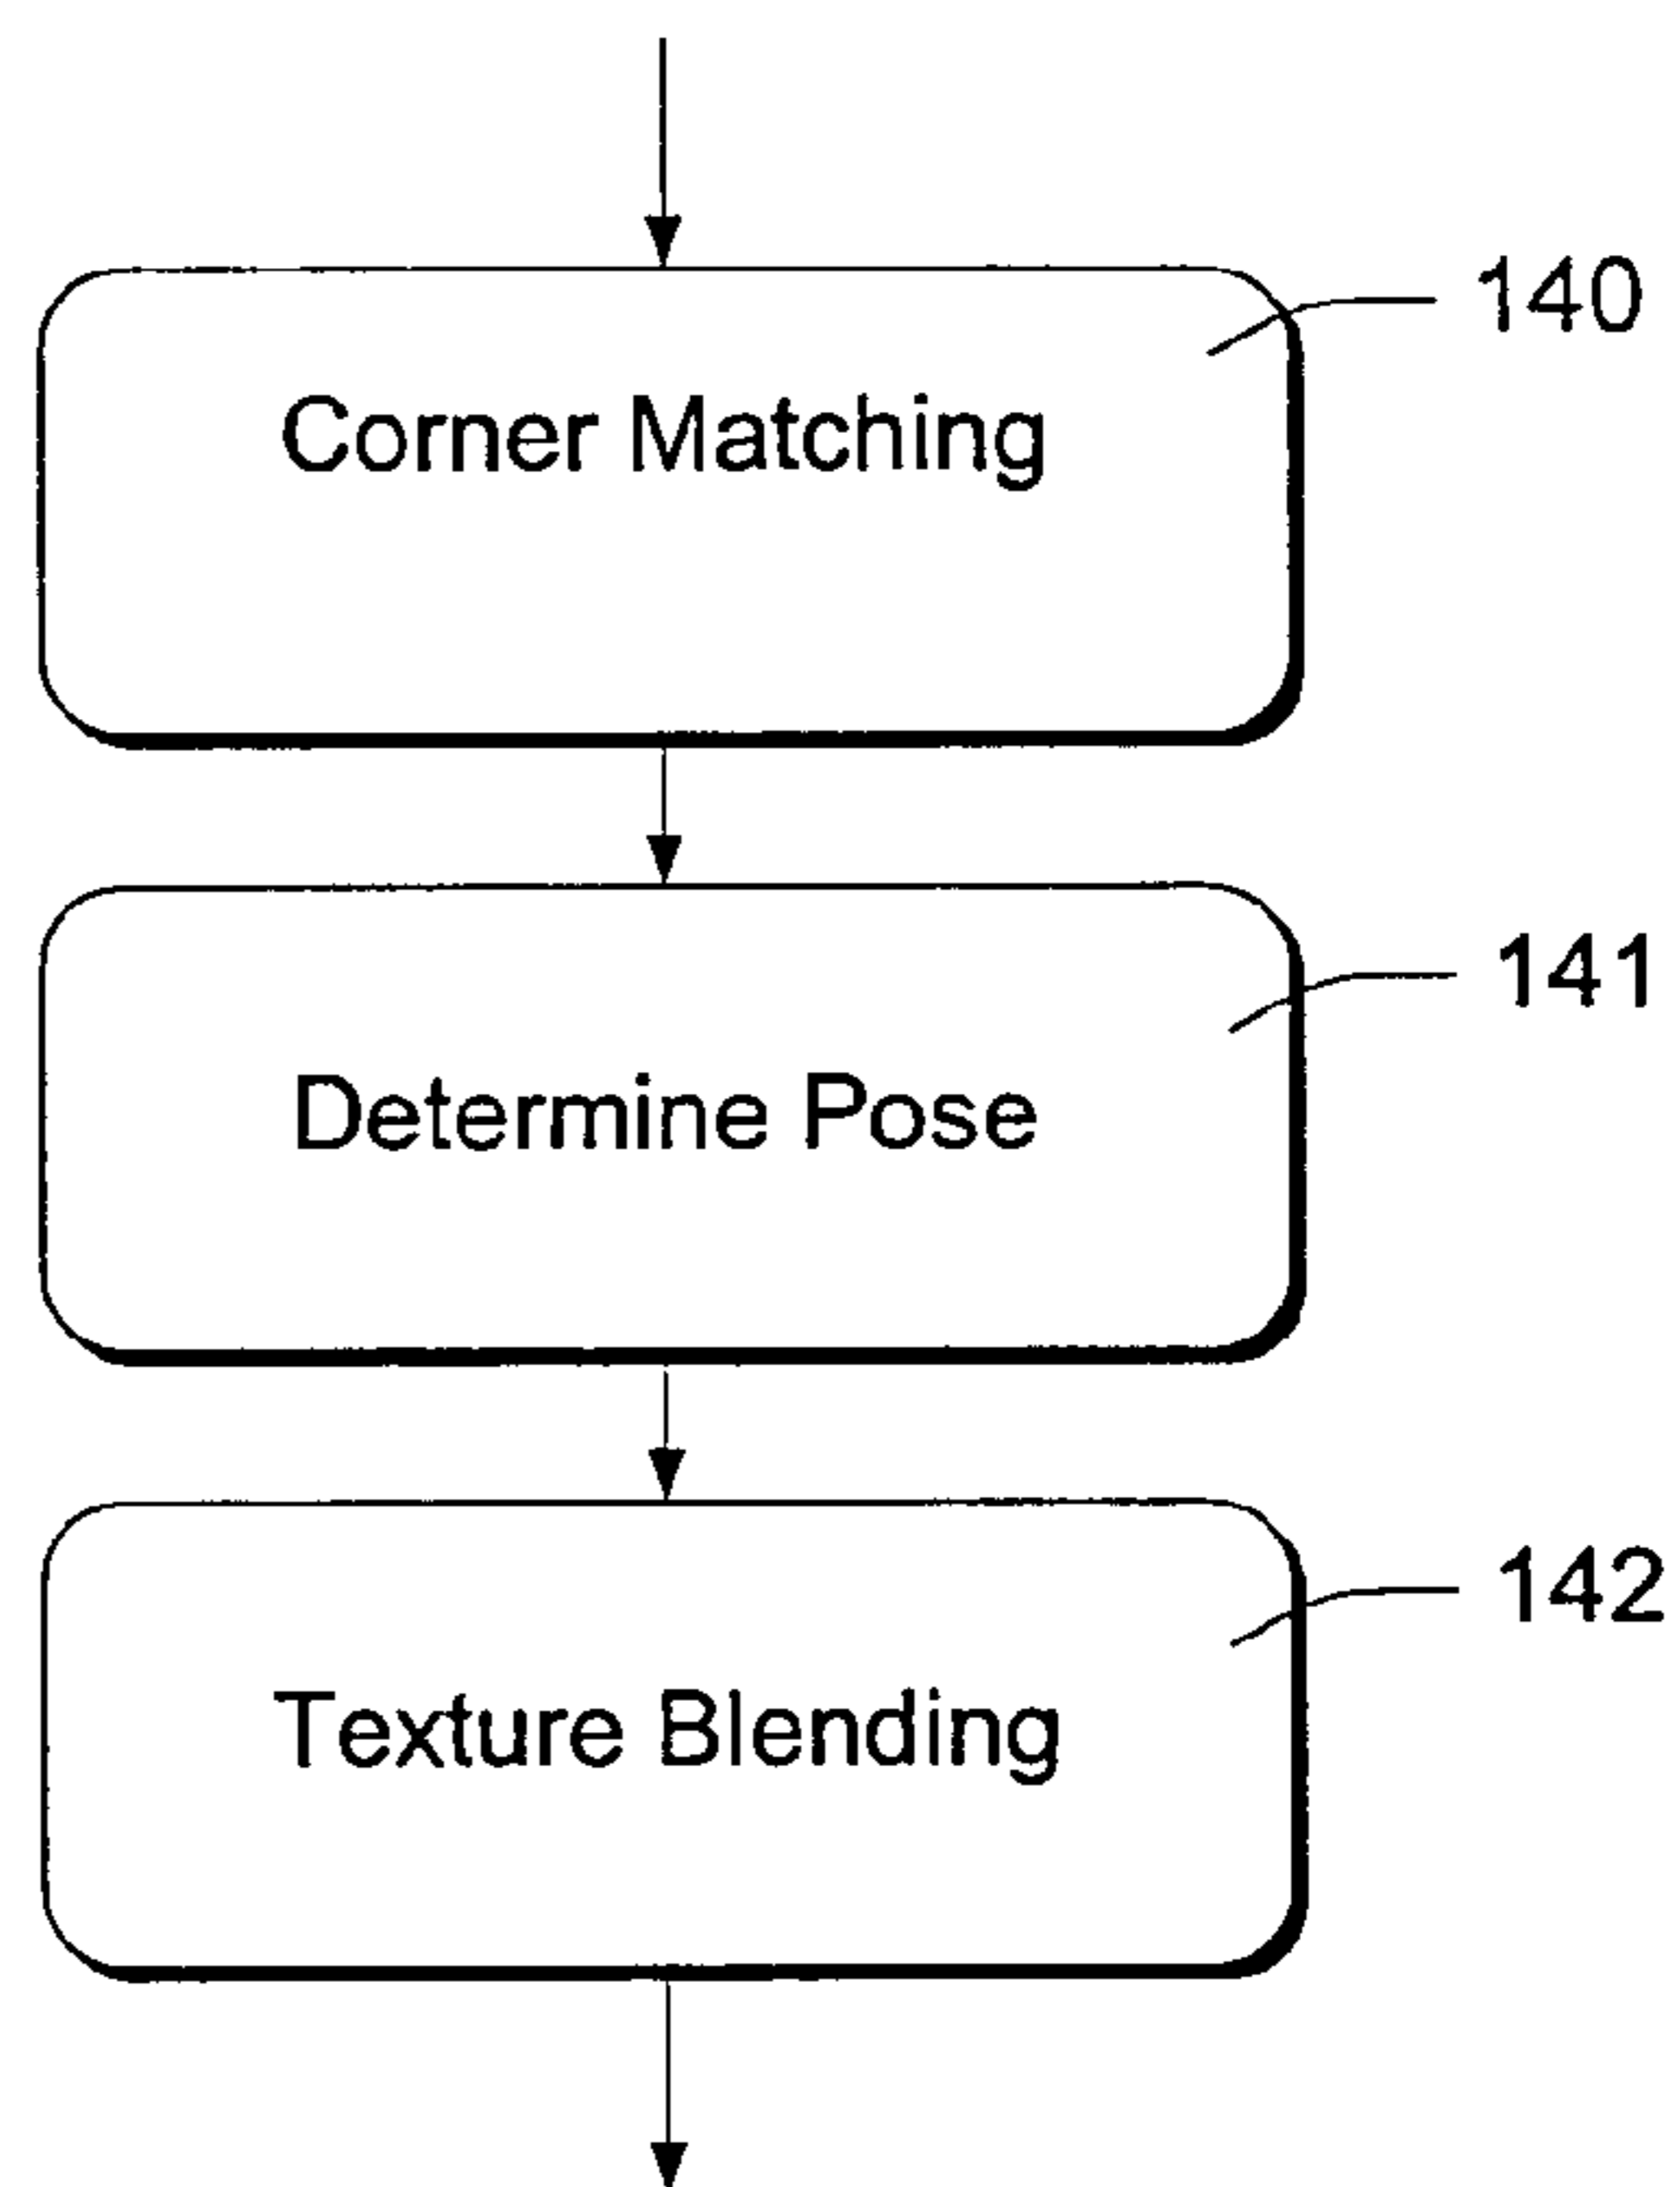 140
Corner Matching
141
Determine Pose
142
Texture Blending